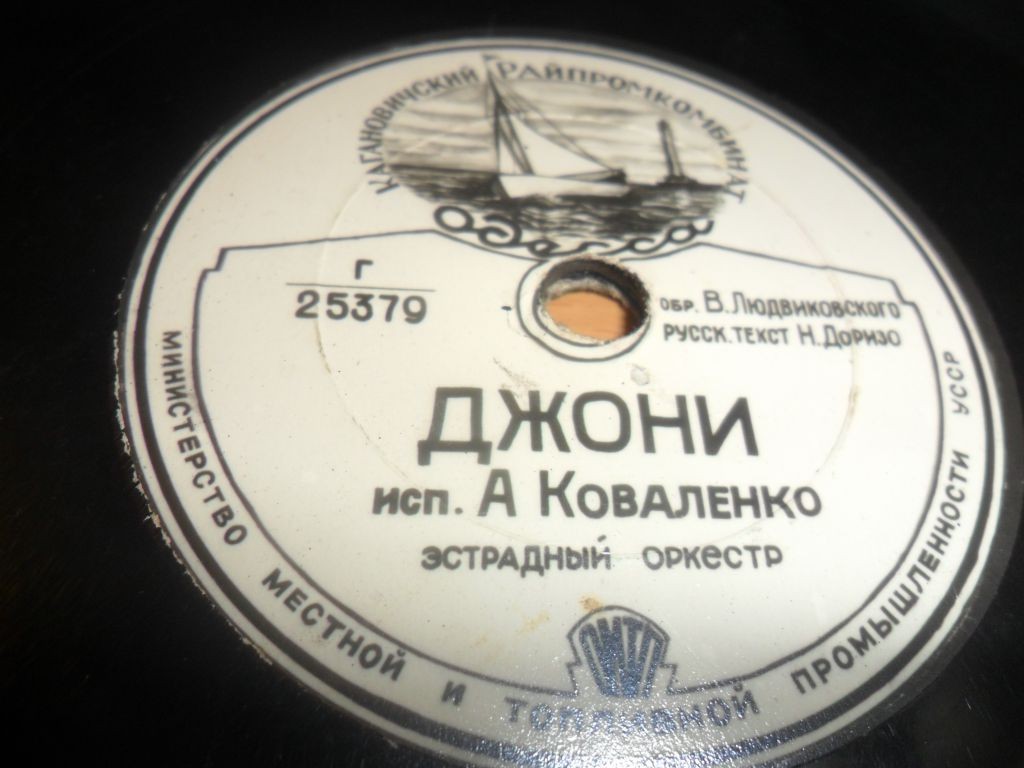 КАГАНОВИЧСКИЙ РАЙПРОМКОМБИНАТ
Одесса
Г
25379
ОБР. В. ЛЮДВИКОВСКОГО
РУССК. ТЕКСТ Н. ДОРИЗО
ДЖОНИ
ИСП. А КОВАЛЕНКО
ЭСТРАДНЫЙ ОРКЕСТР
ОМТП
МИНИСТЕРСТВО МЕСТНОЙ И ТОПЛИВНОЙ ПРОМЫШЛЕННОСТИ УССР